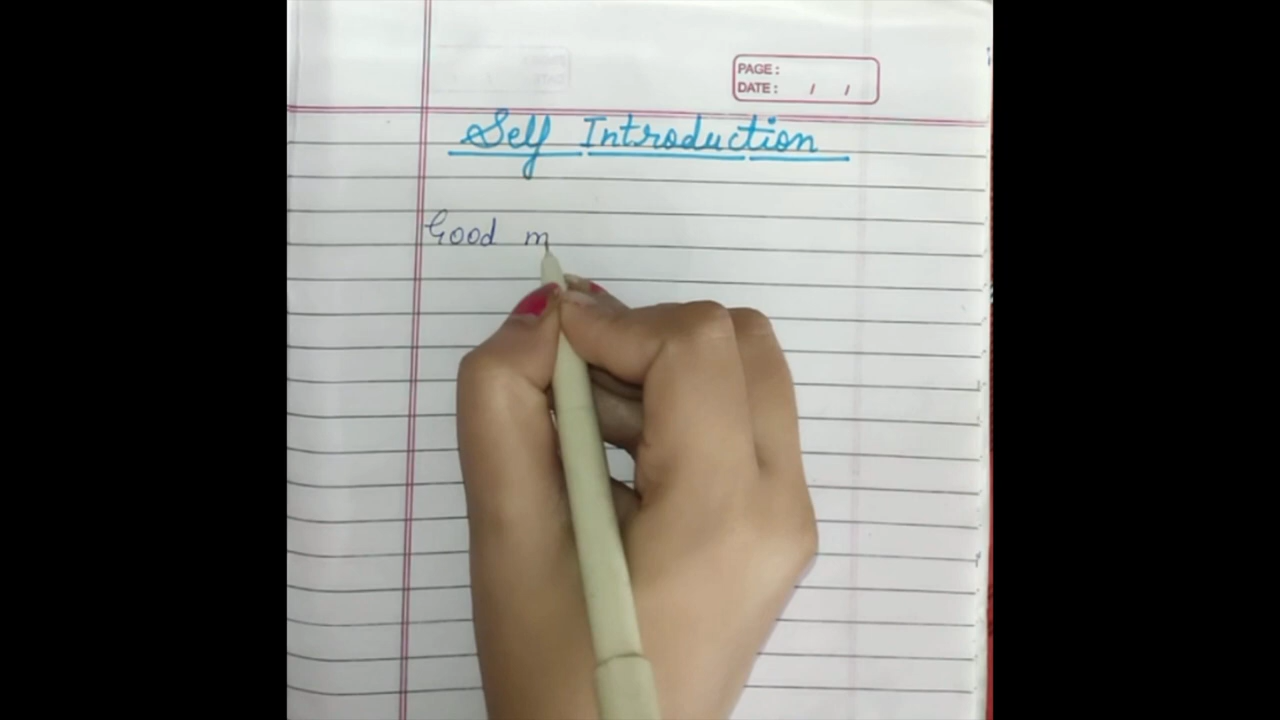 PAGE :
DATE : / /
Self Introduction
Good m